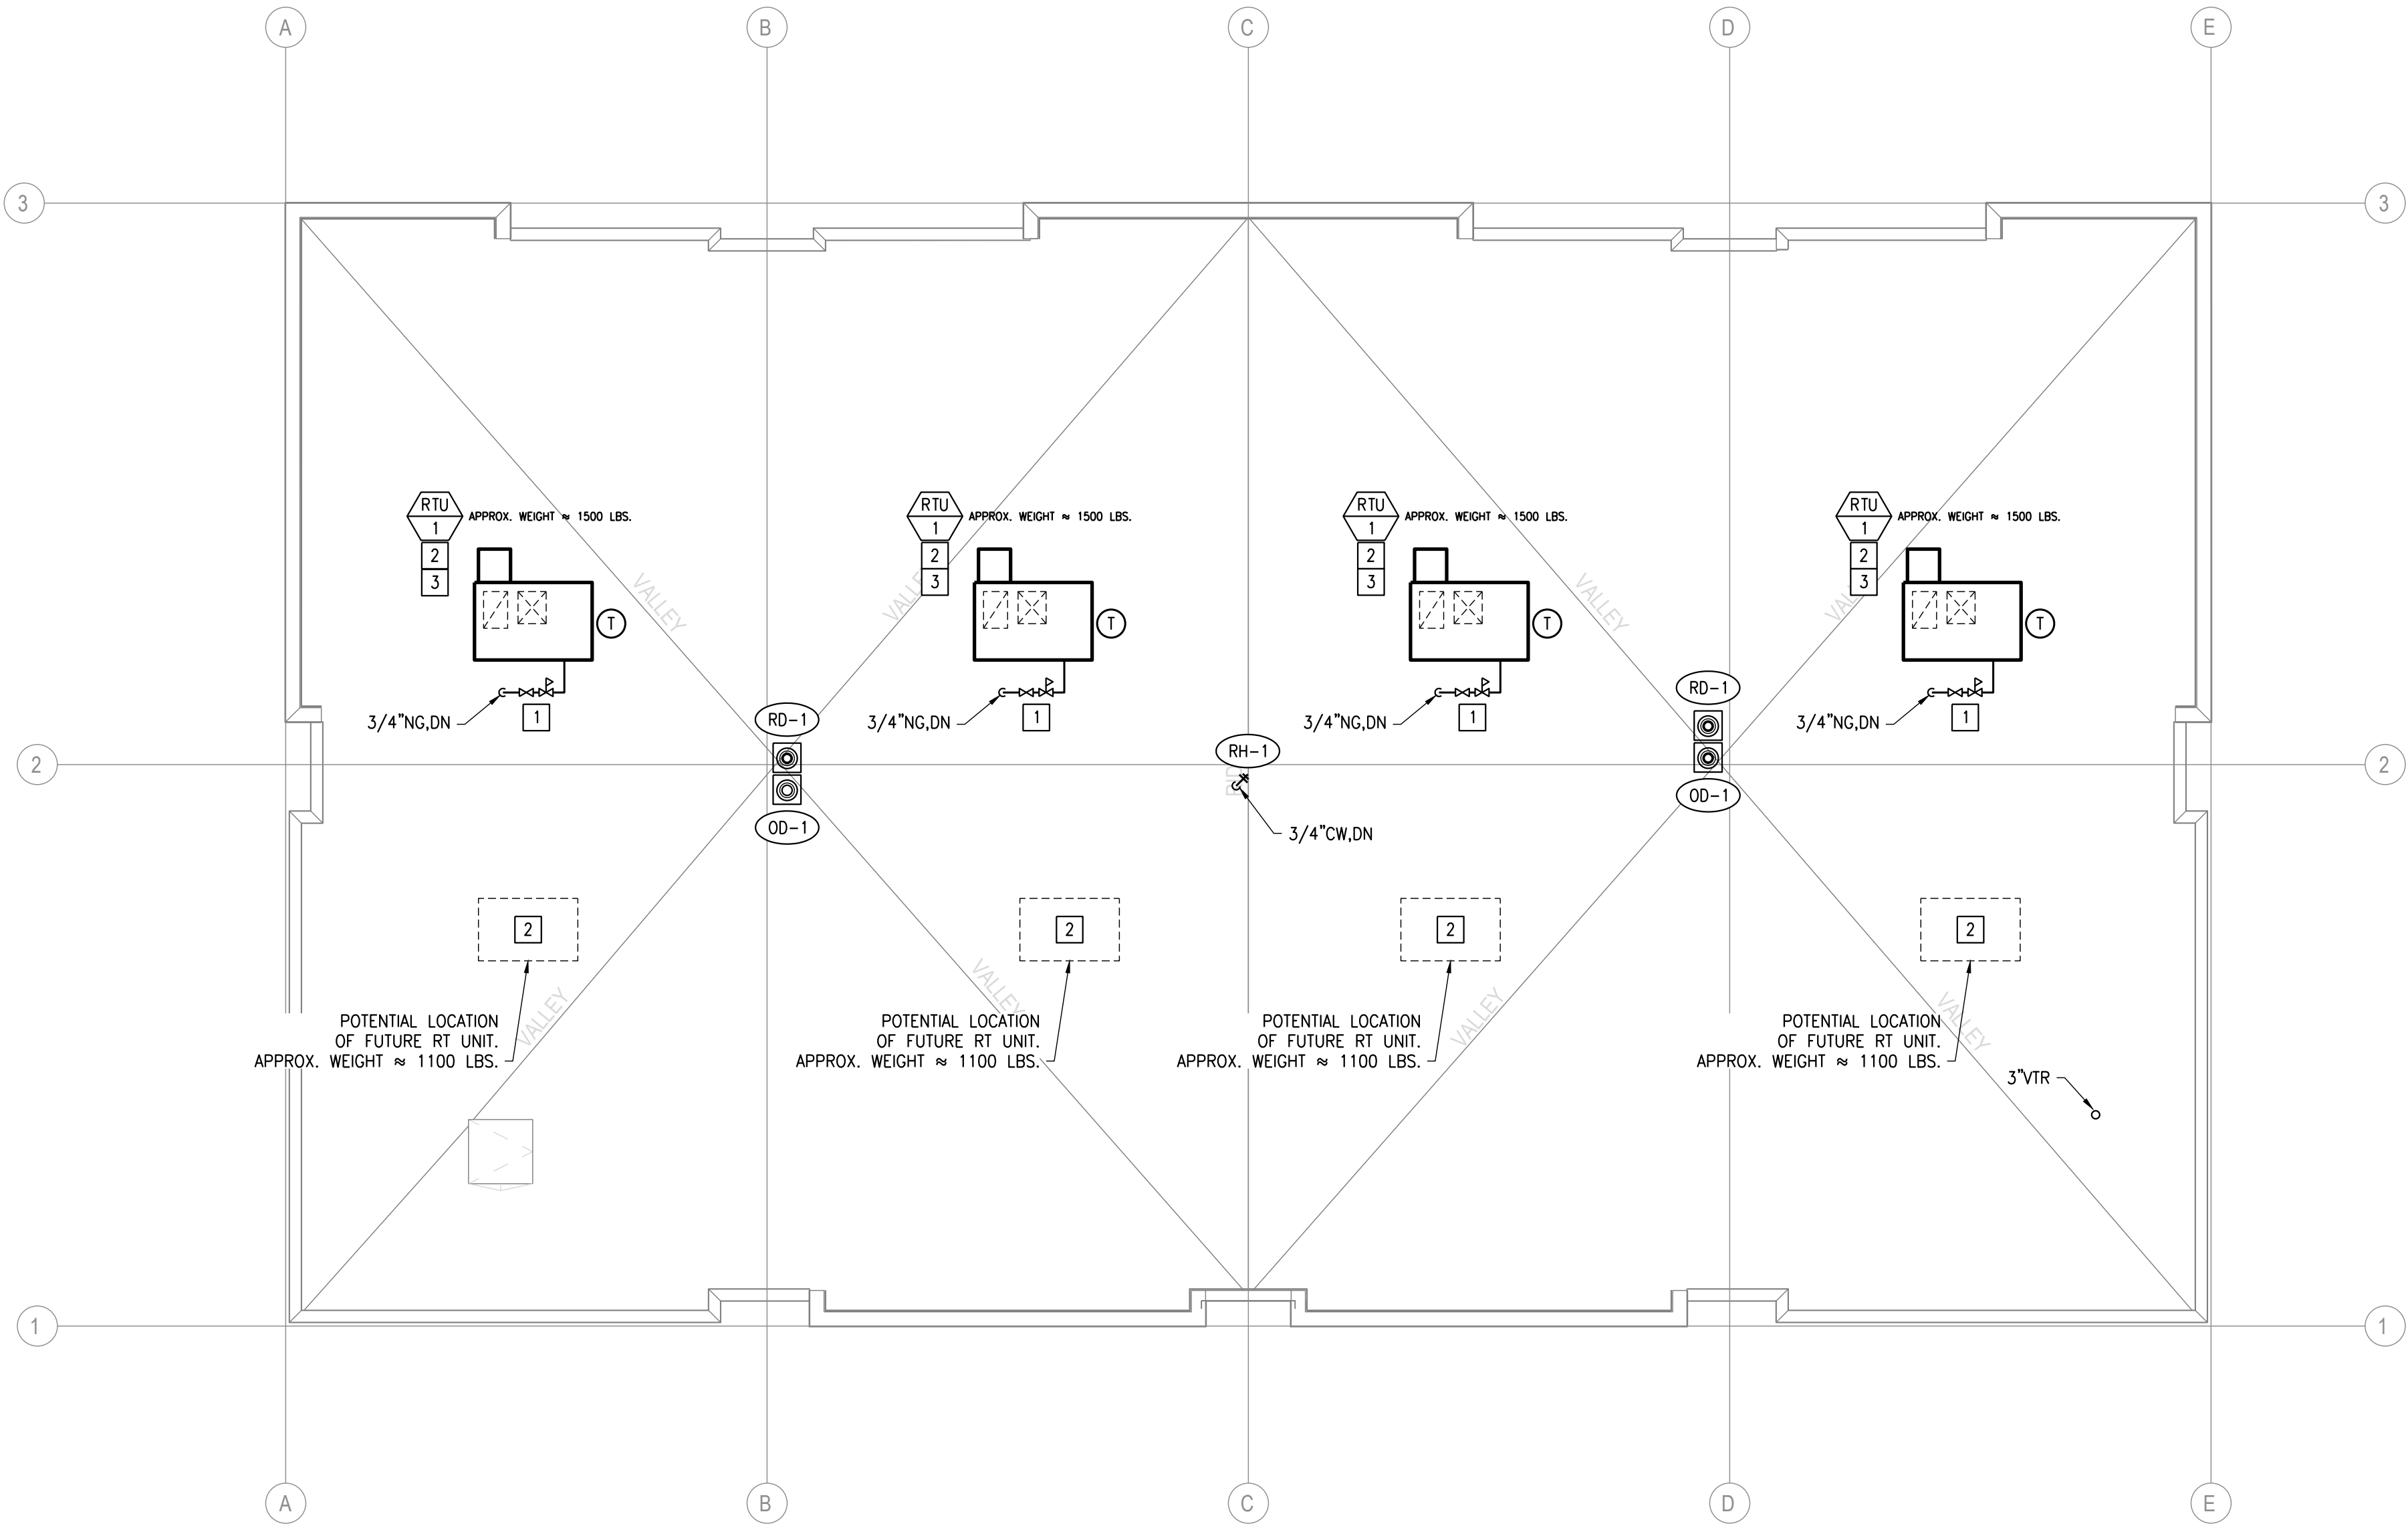 A
B
C
D
E
3
3
RTU
1
2
3
APPROX. WEIGHT ≈ 1500 LBS.
RTU
1
2
3
APPROX. WEIGHT ≈ 1500 LBS.
RTU
1
2
3
APPROX. WEIGHT ≈ 1500 LBS.
RTU
1
2
3
APPROX. WEIGHT ≈ 1500 LBS.
VALLEY
VALLEY
T
T
T
T
3/4"NG,DN
1
3/4"NG,DN
1
3/4"NG,DN
1
3/4"NG,DN
1
RD-1
OD-1
RH-1
3/4"CW,DN
RD-1
OD-1
2
2
2
2
2
2
VALLEY
VALLEY
VALLEY
VALLEY
POTENTIAL LOCATION
OF FUTURE RT UNIT.
APPROX. WEIGHT ≈ 1100 LBS.
POTENTIAL LOCATION
OF FUTURE RT UNIT.
APPROX. WEIGHT ≈ 1100 LBS.
POTENTIAL LOCATION
OF FUTURE RT UNIT.
APPROX. WEIGHT ≈ 1100 LBS.
POTENTIAL LOCATION
OF FUTURE RT UNIT.
APPROX. WEIGHT ≈ 1100 LBS.
3"VTR
1
1
A
B
C
D
E